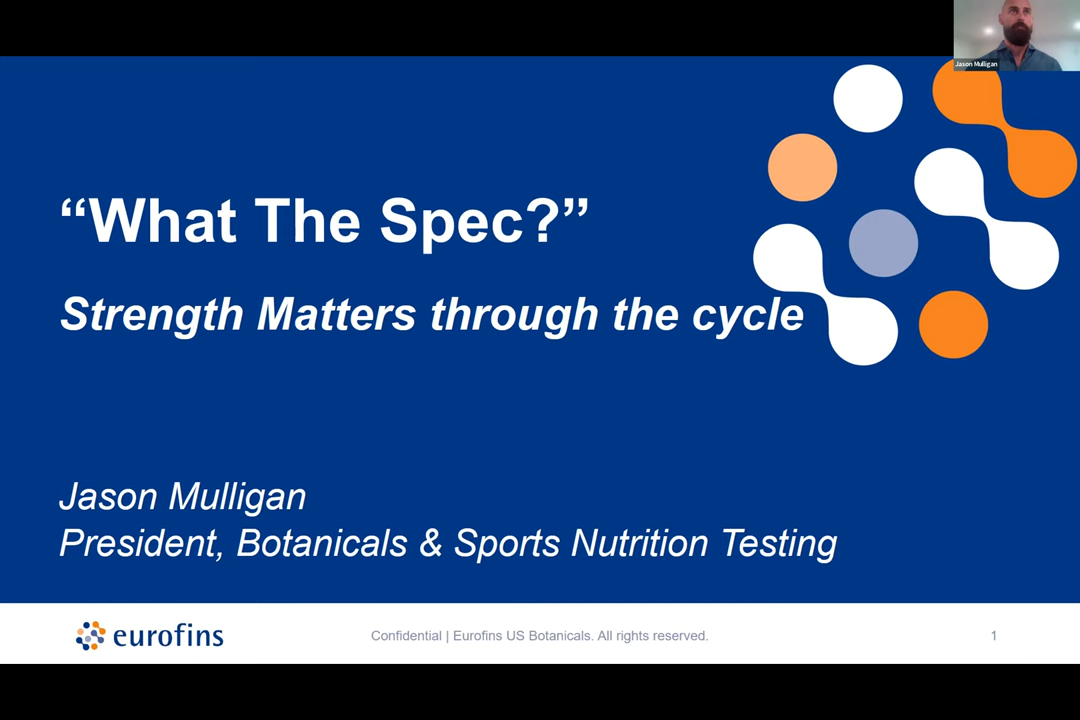 Jason Mulligan
“What The Spec?”
Strength Matters through the cycle
Jason Mulligan
President, Botanicals & Sports Nutrition Testing
eurofins
Confidential | Eurofins US Botanicals. All rights reserved.
1